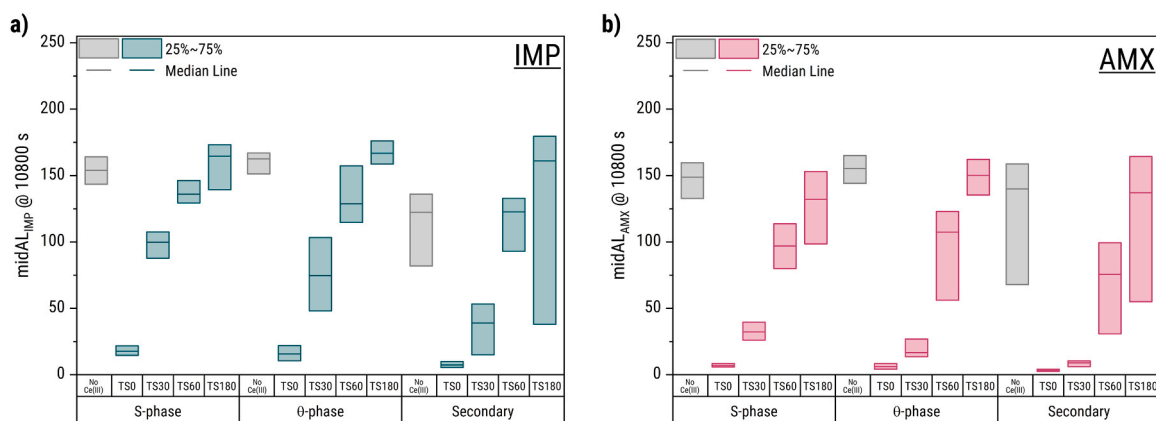 a)
250
200
150
100
50
0
midAL_IMP @ 10800 s
25%~75%
Median Line
IMP
No Ce(III) TS0 TS30 TS60 TS180 No Ce(III) TS0 TS30 TS60 TS180 No Ce(III) TS0 TS30 TS60 TS180
S-phase θ-phase Secondary
b)
250
200
150
100
50
0
midAL_AMX @ 10800 s
25%~75%
Median Line
AMX
No Ce(III) TS0 TS30 TS60 TS180 No Ce(III) TS0 TS30 TS60 TS180 No Ce(III) TS0 TS30 TS60 TS180
S-phase θ-phase Secondary